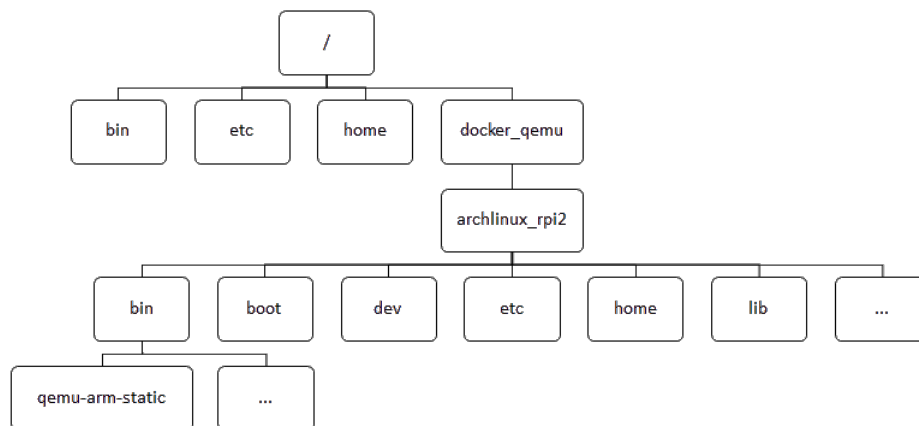 /
bin
etc
home
docker_qemu
archlinux_rpi2
bin
boot
dev
etc
home
lib
...
qemu-arm-static
...